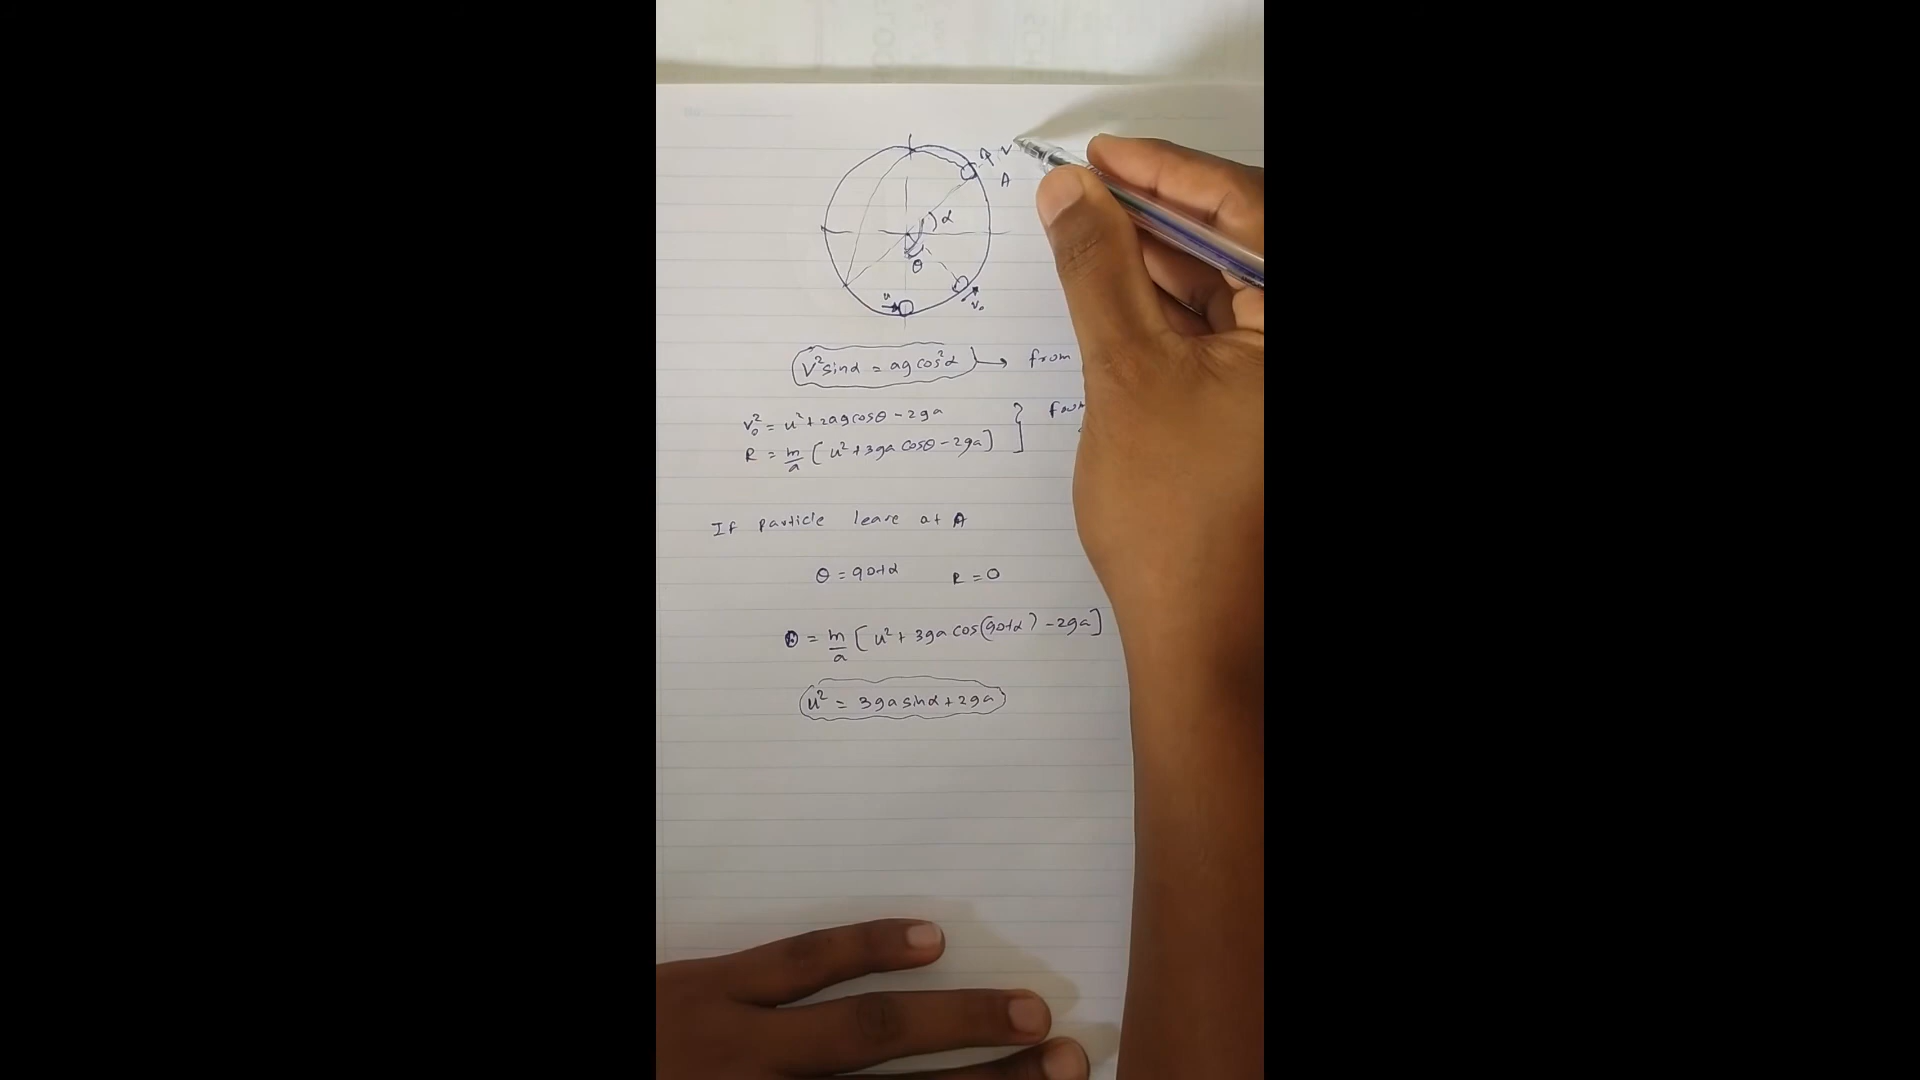 A V
A
α
θ
u
v₀
V²sinα = ag cos²α → from
v₀² = u² + 2ag cosθ - 2ga
R = m/a [ u² + 3ga cosθ - 2ga ]
If particle leave at A
θ = 90+α R = 0
0 = m/a [ u² + 3ga cos(90+α) - 2ga ]
u² = 3ga sinα + 2ga